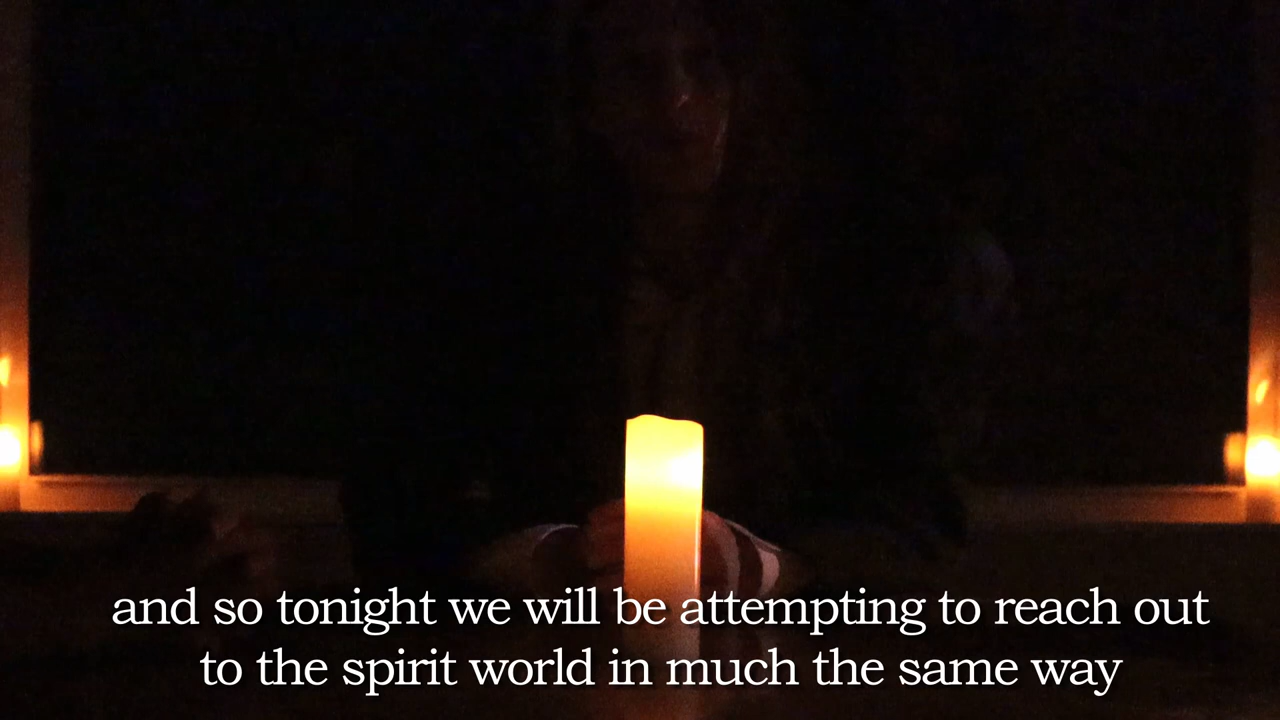 and so tonight we will be attempting to reach out
to the spirit world in much the same way